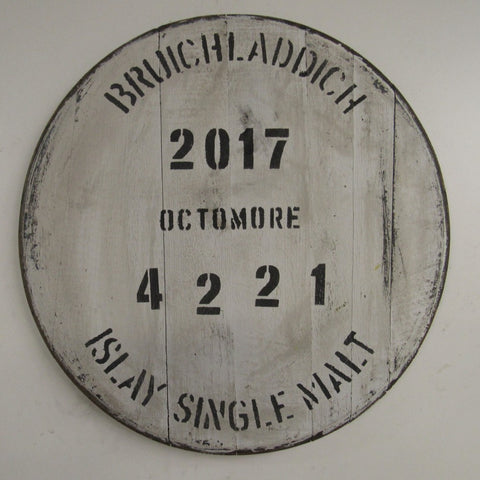 BRUICHLADDICH
2017
OCTOMORE
4 2 2 1
ISLAY SINGLE MALT